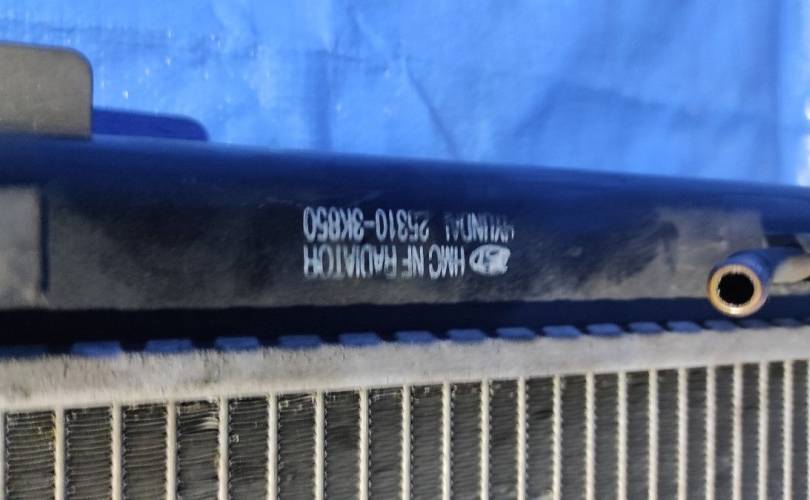 HMC NF RADIATOR
HYUNDAI 25310-3K850